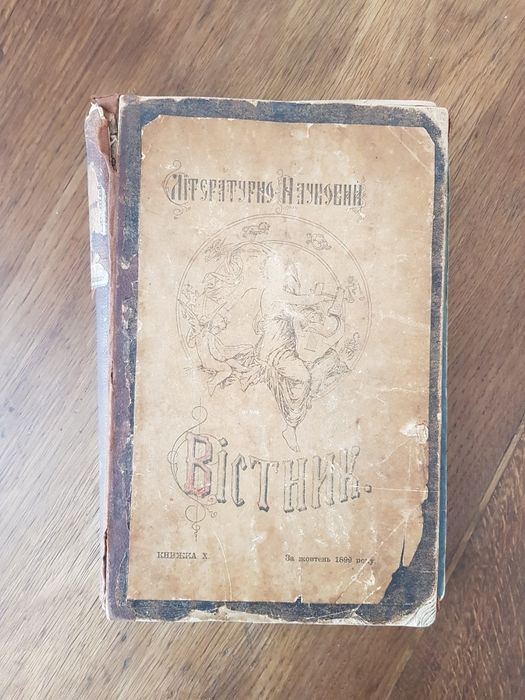 Літературно-Науковий
Вістник.
КНИЖКА X.
За жовтень 1899 року.